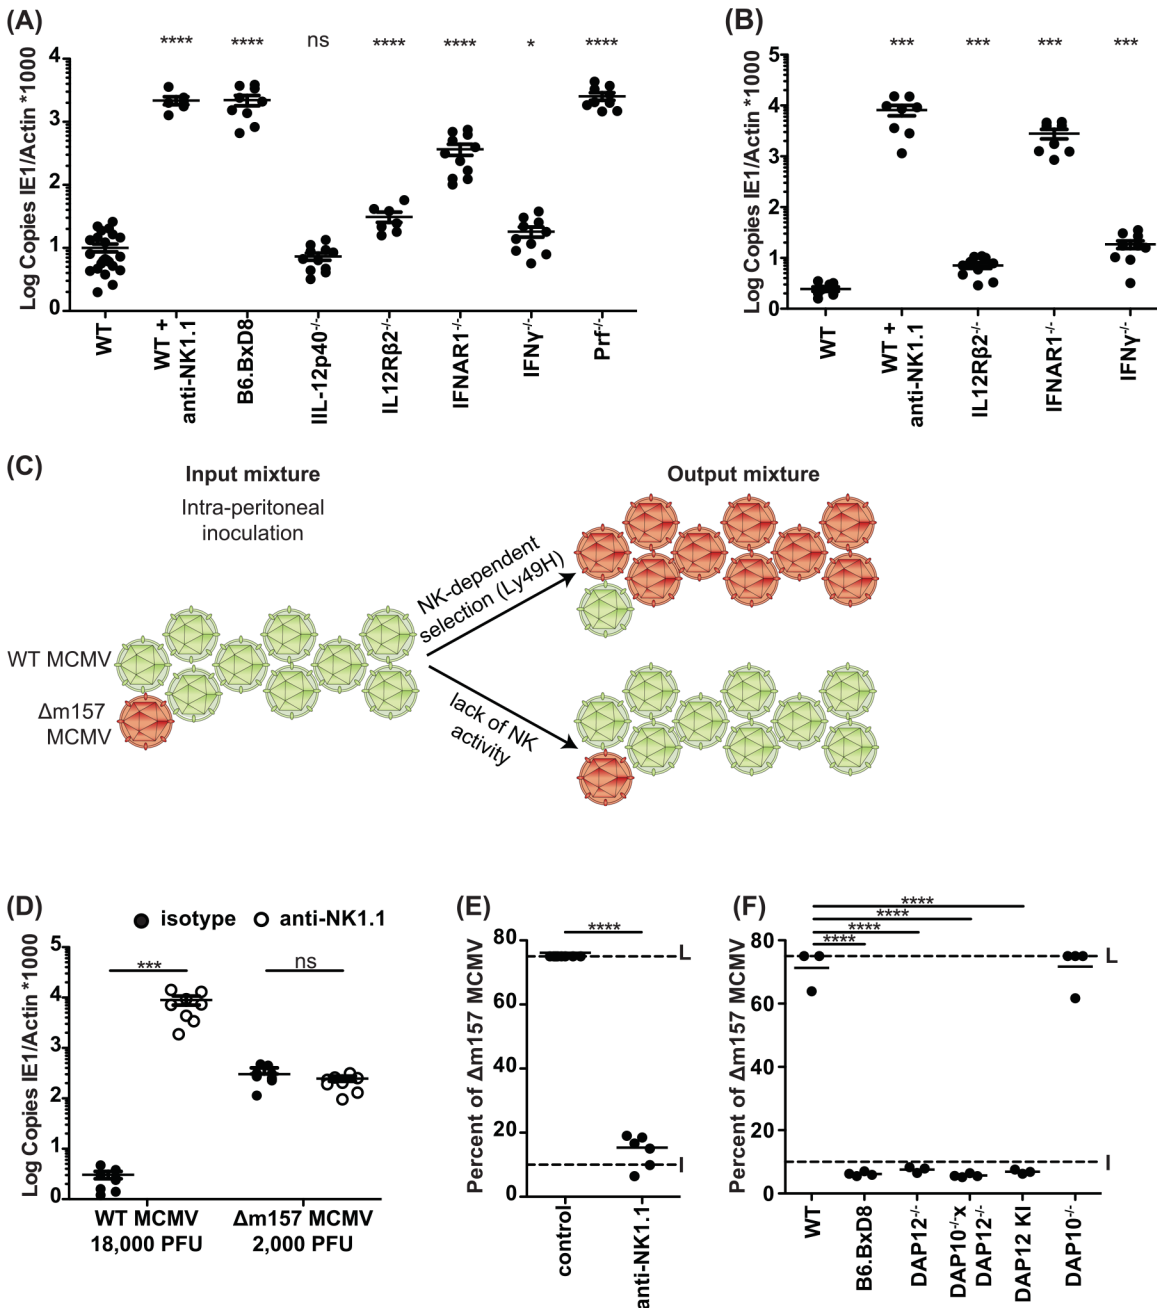 (A)
**** **** ns **** **** * ****
Log Copies IE1/Actin *1000
4
3
2
1
0
WT
WT +
anti-NK1.1
B6.BxD8
IIL-12p40-/-
IL12Rβ2-/-
IFNAR1-/-
IFNγ-/-
Prf-/-
(B)
*** *** *** ***
Log Copies IE1/Actin *1000
5
4
3
2
1
0
WT
WT +
anti-NK1.1
IL12Rβ2-/-
IFNAR1-/-
IFNγ-/-
(C)
Input mixture
Intra-peritoneal
inoculation
Output mixture
NK-dependent
selection (Ly49H)
WT MCMV
Δm157
MCMV
lack of NK
activity
(D)
isotype anti-NK1.1
Log Copies IE1/Actin *1000
5
4
3
2
1
0
***
ns
WT MCMV
18,000 PFU
Δm157 MCMV
2,000 PFU
(E)
Percent of Δm157 MCMV
80
60
40
20
0
****
L
I
control
anti-NK1.1
(F)
Percent of Δm157 MCMV
80
60
40
20
0
****
****
****
****
L
I
WT
B6.BxD8
DAP12-/-
DAP10-/-x
DAP12-/-
DAP12 KI
DAP10-/-